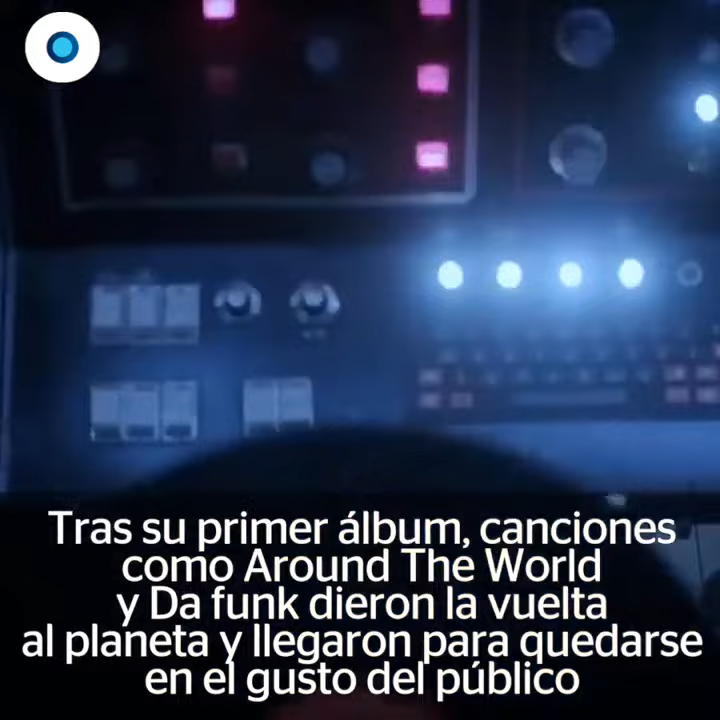 Tras su primer álbum, canciones
como Around The World
y Da funk dieron la vuelta
al planeta y llegaron para quedarse
en el gusto del público